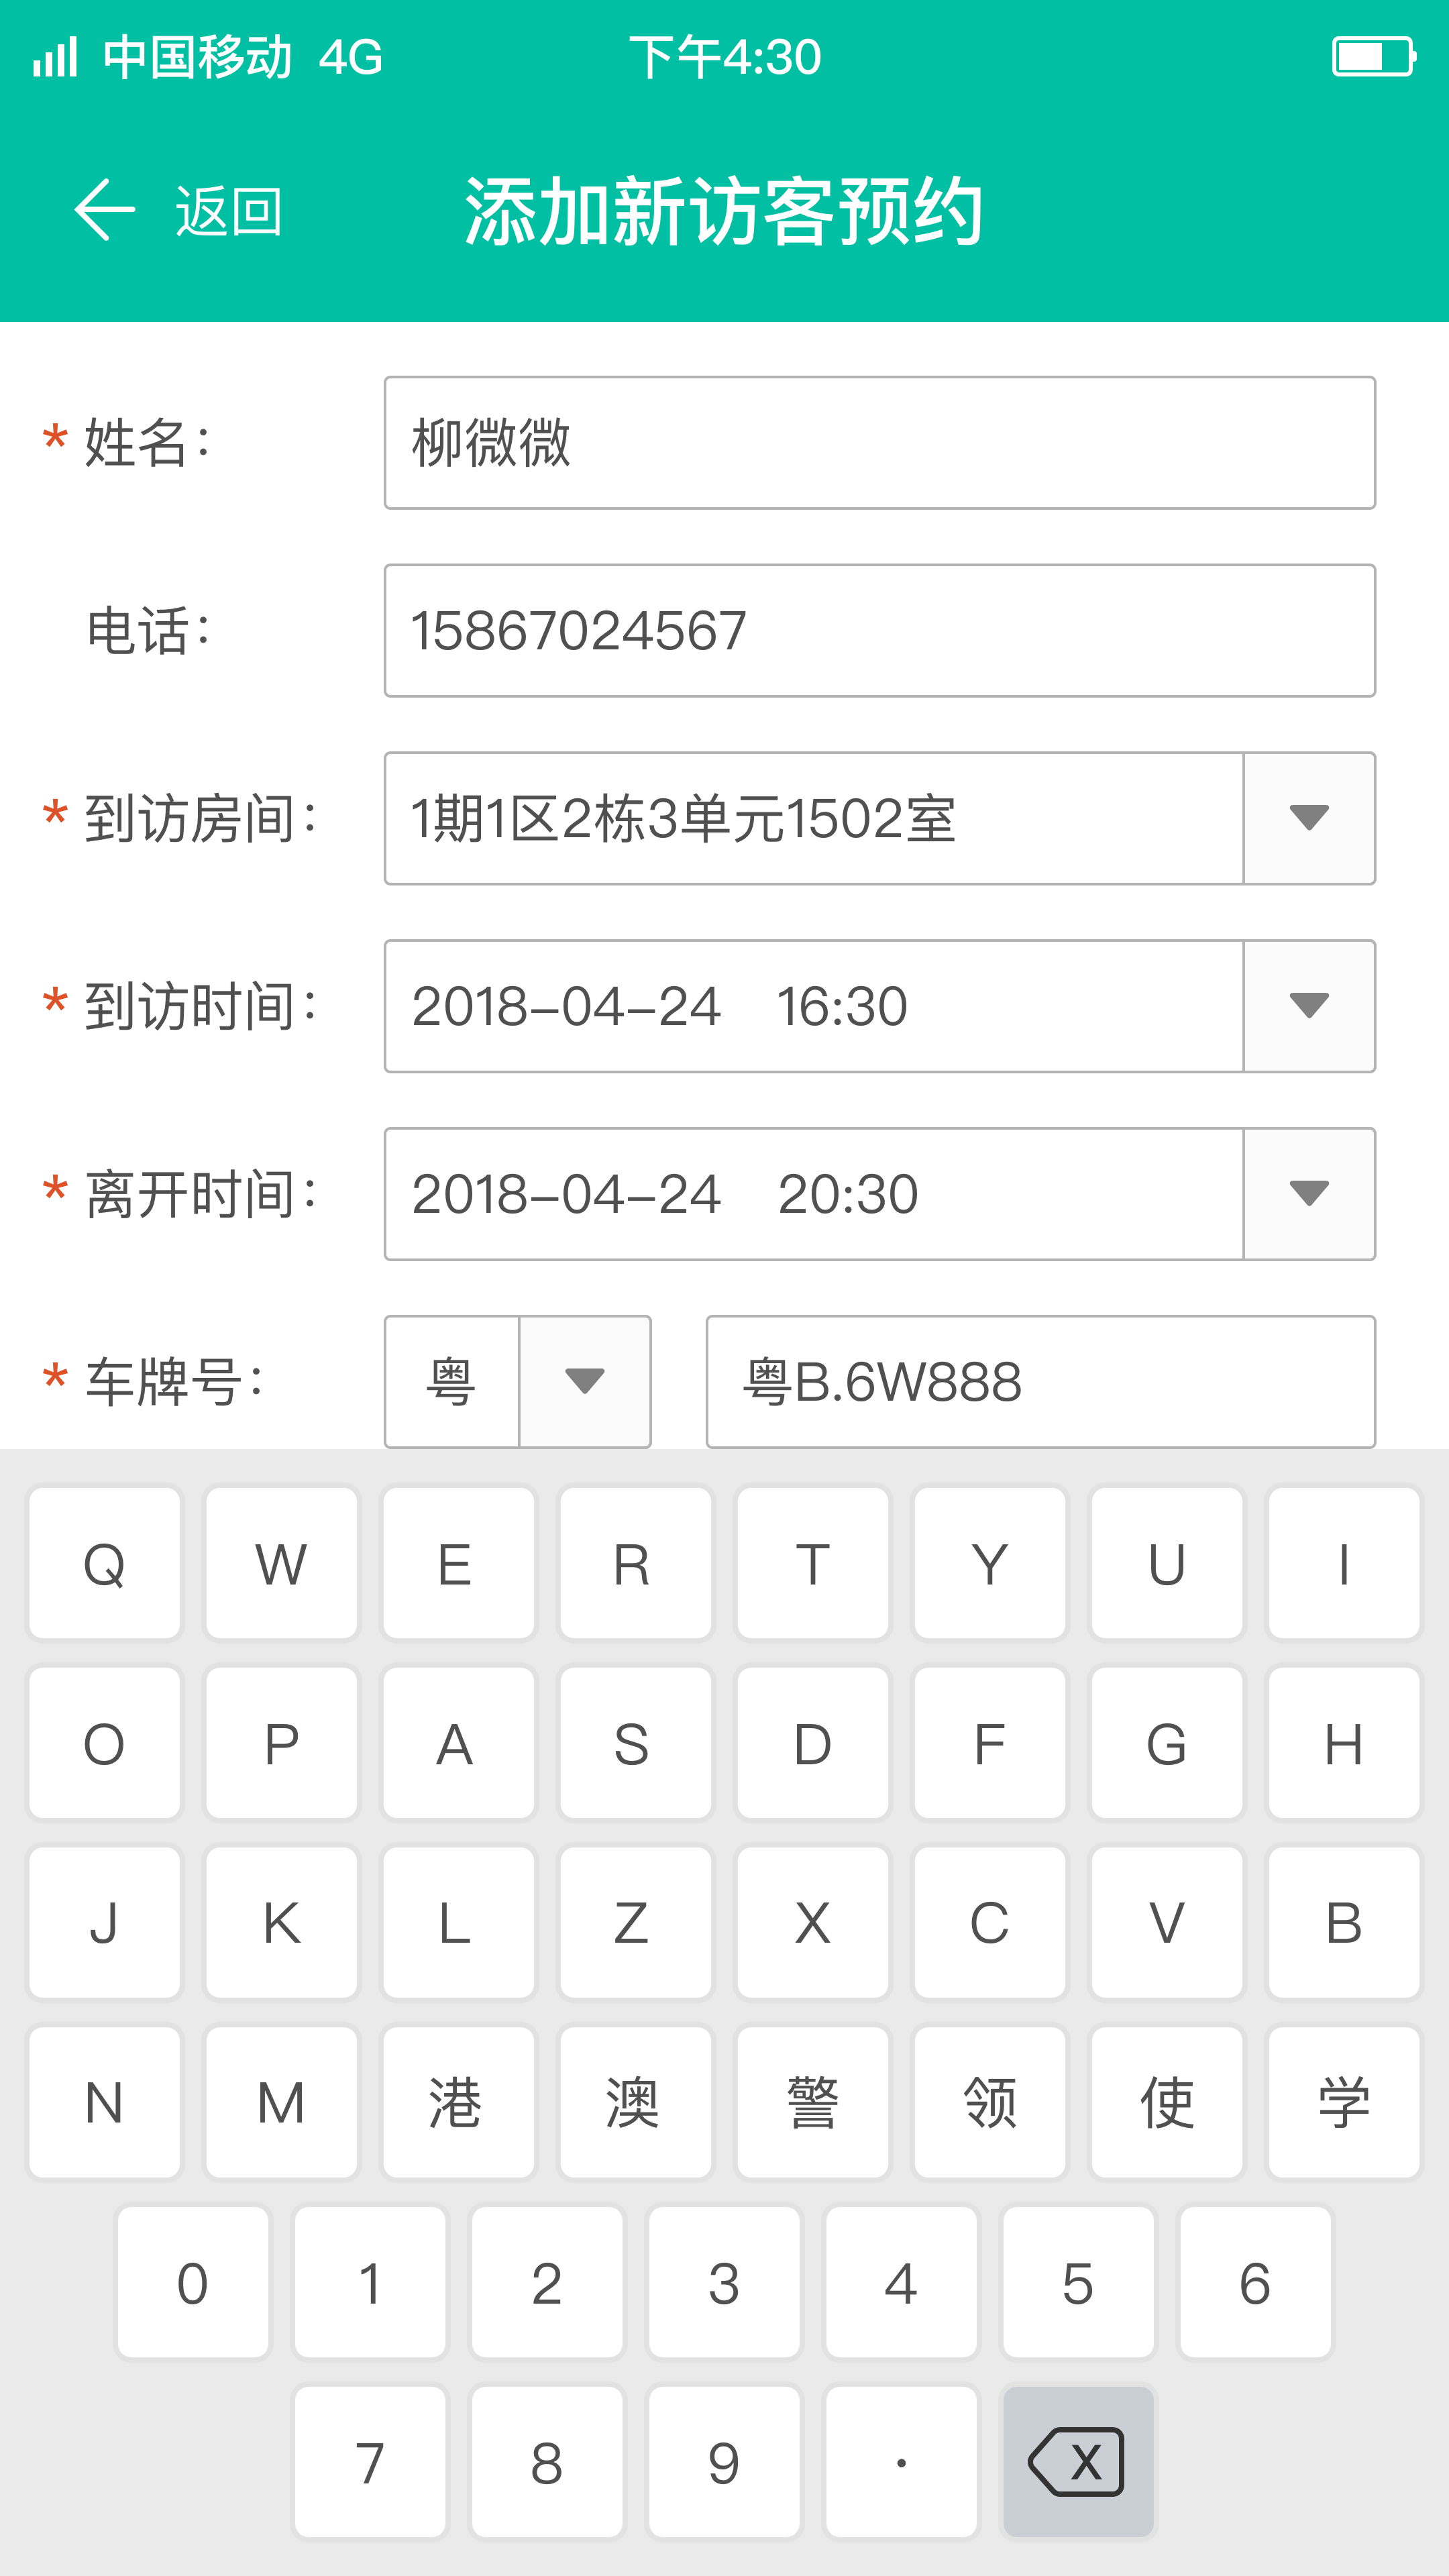 中国移动 4G 下午4:30
返回 添加新访客预约
* 姓名： 柳微微
电话： 15867024567
* 到访房间： 1期1区2栋3单元1502室
* 到访时间： 2018-04-24 16:30
* 离开时间： 2018-04-24 20:30
* 车牌号： 粤 粤B.6W888
Q W E R T Y U I
O P A S D F G H
J K L Z X C V B
N M 港 澳 警 领 使 学
0 1 2 3 4 5 6
7 8 9 · X